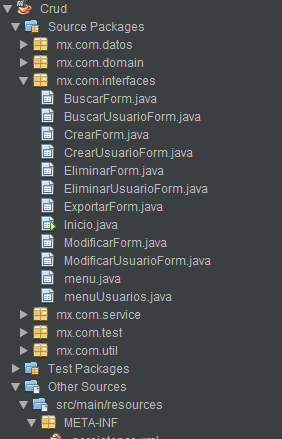 Crud
Source Packages
mx.com.datos
mx.com.domain
mx.com.interfaces
BuscarForm.java
BuscarUsuarioForm.java
CrearForm.java
CrearUsuarioForm.java
EliminarForm.java
EliminarUsuarioForm.java
ExportarForm.java
Inicio.java
ModificarForm.java
ModificarUsuarioForm.java
menu.java
menuUsuarios.java
mx.com.service
mx.com.test
mx.com.util
Test Packages
Other Sources
src/main/resources
META-INF